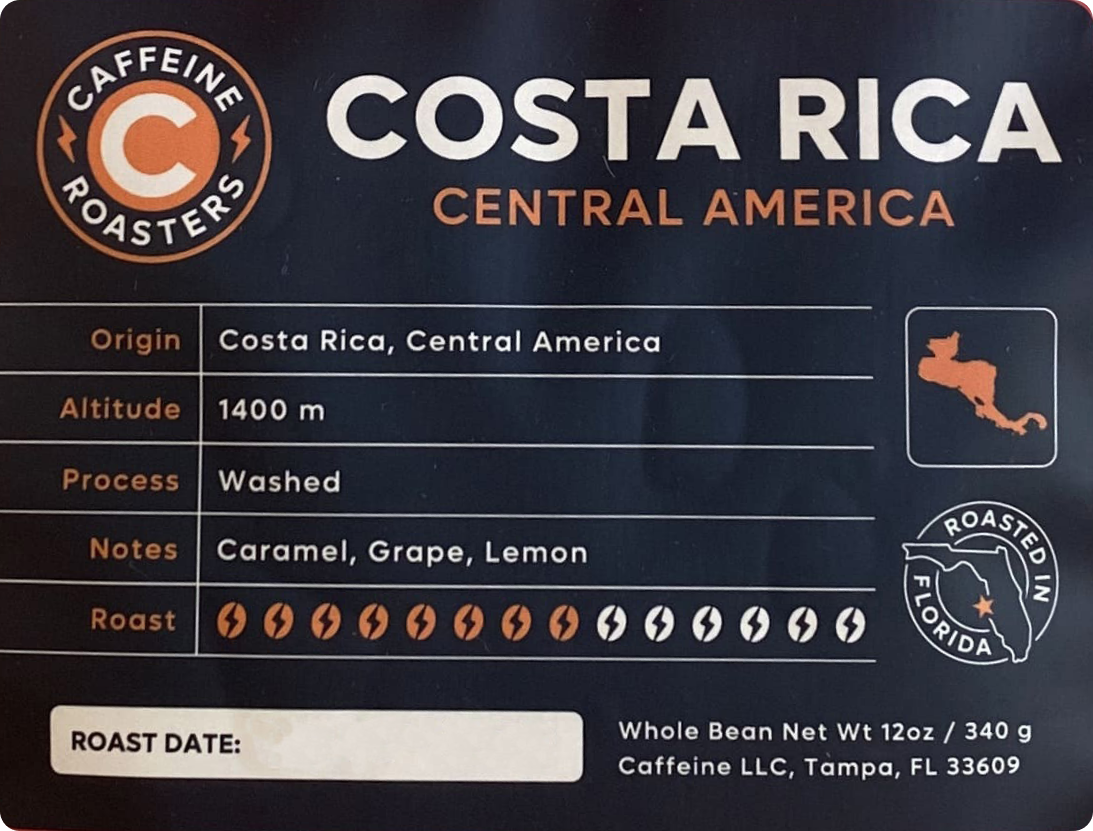 CAFFEINE
C
ROASTERS
COSTA RICA
CENTRAL AMERICA
Origin Costa Rica, Central America
Altitude 1400 m
Process Washed
Notes Caramel, Grape, Lemon
Roast
ROASTED IN
FLORIDA
ROAST DATE:
Whole Bean Net Wt 12oz / 340 g
Caffeine LLC, Tampa, FL 33609